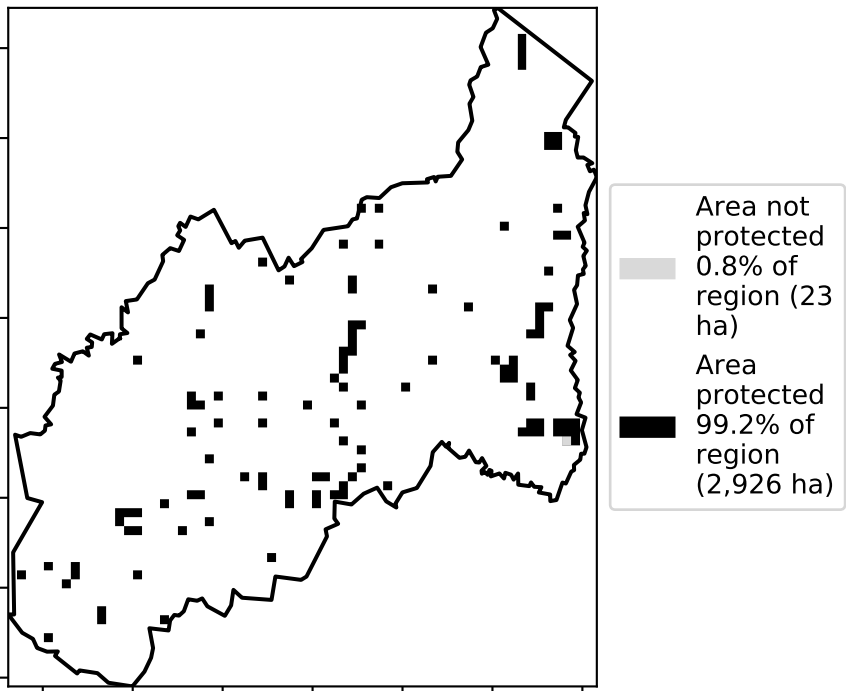 Area not
protected
0.8% of
region (23
ha)
Area
protected
99.2% of
region
(2,926 ha)